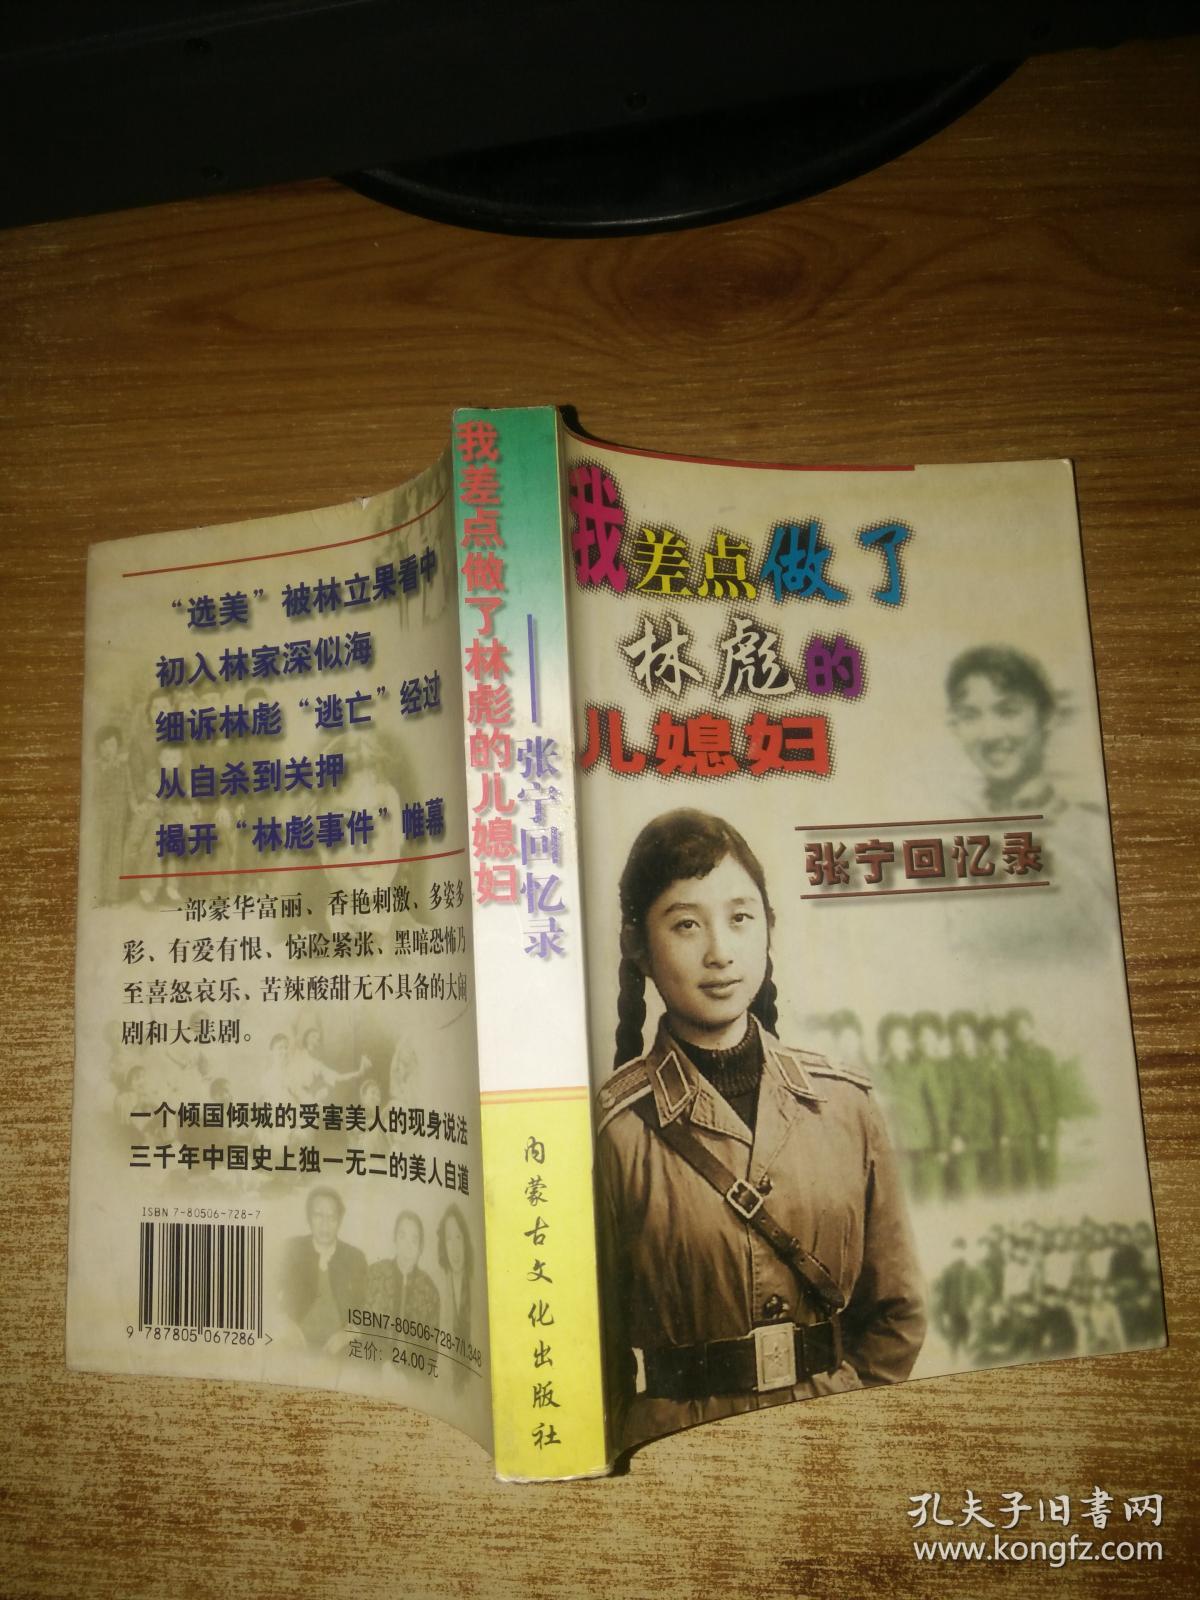 我差点做了
林彪的
儿媳妇
张宁回忆录
我差点做了林彪的儿媳妇
——张宁回忆录
内蒙古文化出版社
“选美”被林立果看中
初入林家深似海
细诉林彪“逃亡”经过
从自杀到关押
揭开“林彪事件”帷幕
一部豪华富丽、香艳刺激、多姿多
彩、有爱有恨、惊险紧张、黑暗恐怖乃
至喜怒哀乐、苦辣酸甜无不具备的大闹
剧和大悲剧。
一个倾国倾城的受害美人的现身说法
三千年中国史上独一无二的美人自道
ISBN 7-80506-728-7
9 787805 067286 >
ISBN7-80506-728-7/I.348
定价：24.00元
孔夫子旧书网
www.kongfz.com